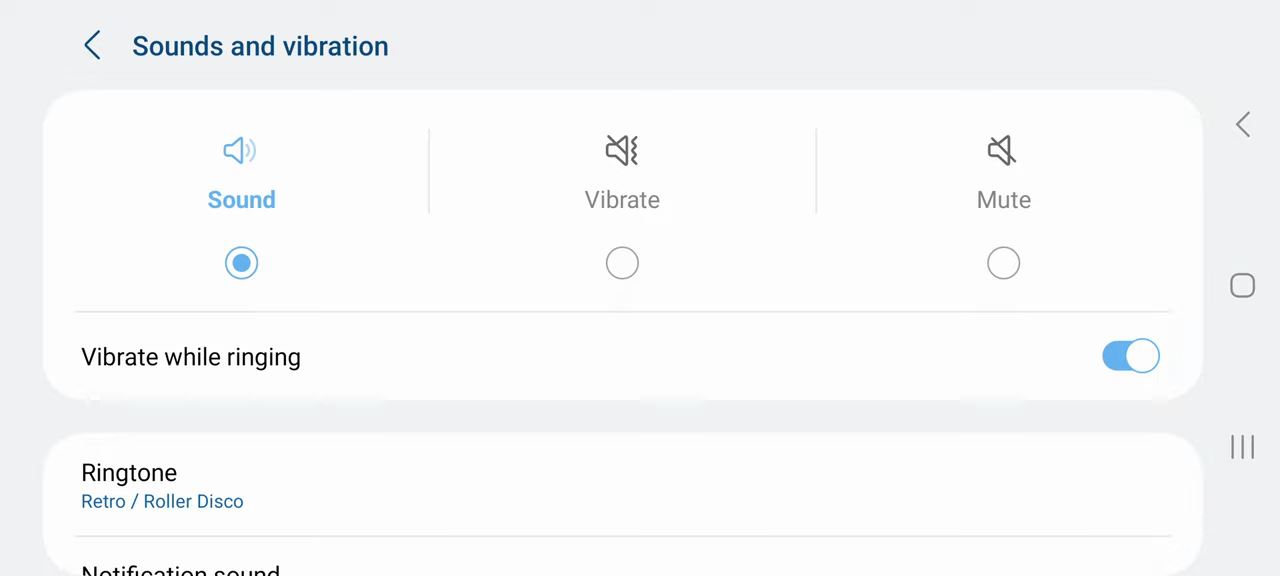 Sounds and vibration
Sound
Vibrate
Mute
Vibrate while ringing
Ringtone
Retro / Roller Disco
Notification sound